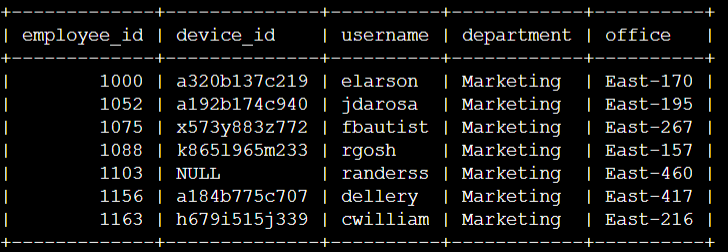 +-------------+--------------+----------+------------+----------+
| employee_id | device_id    | username | department | office   |
+-------------+--------------+----------+------------+----------+
|        1000 | a320b137c219 | elarson  | Marketing  | East-170 |
|        1052 | a192b174c940 | jdarosa  | Marketing  | East-195 |
|        1075 | x573y883z772 | fbautist | Marketing  | East-267 |
|        1088 | k865l965m233 | rgosh    | Marketing  | East-157 |
|        1103 | NULL         | randerss | Marketing  | East-460 |
|        1156 | a184b775c707 | dellery  | Marketing  | East-417 |
|        1163 | h679i515j339 | cwilliam | Marketing  | East-216 |
+-------------+--------------+----------+------------+----------+